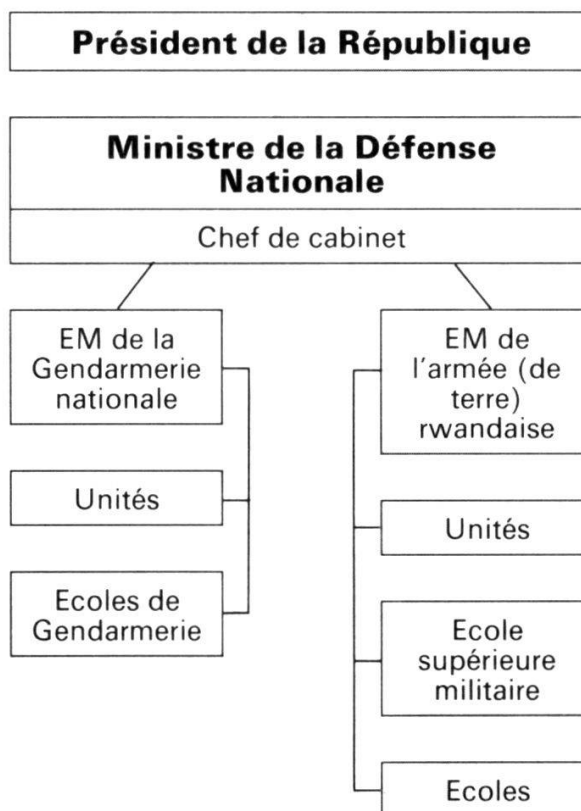 Président de la République
Ministre de la Défense
Nationale
Chef de cabinet
EM de la
Gendarmerie
nationale
Unités
Ecoles de
Gendarmerie
EM de
l'armée (de
terre)
rwandaise
Unités
Ecole
supérieure
militaire
Ecoles